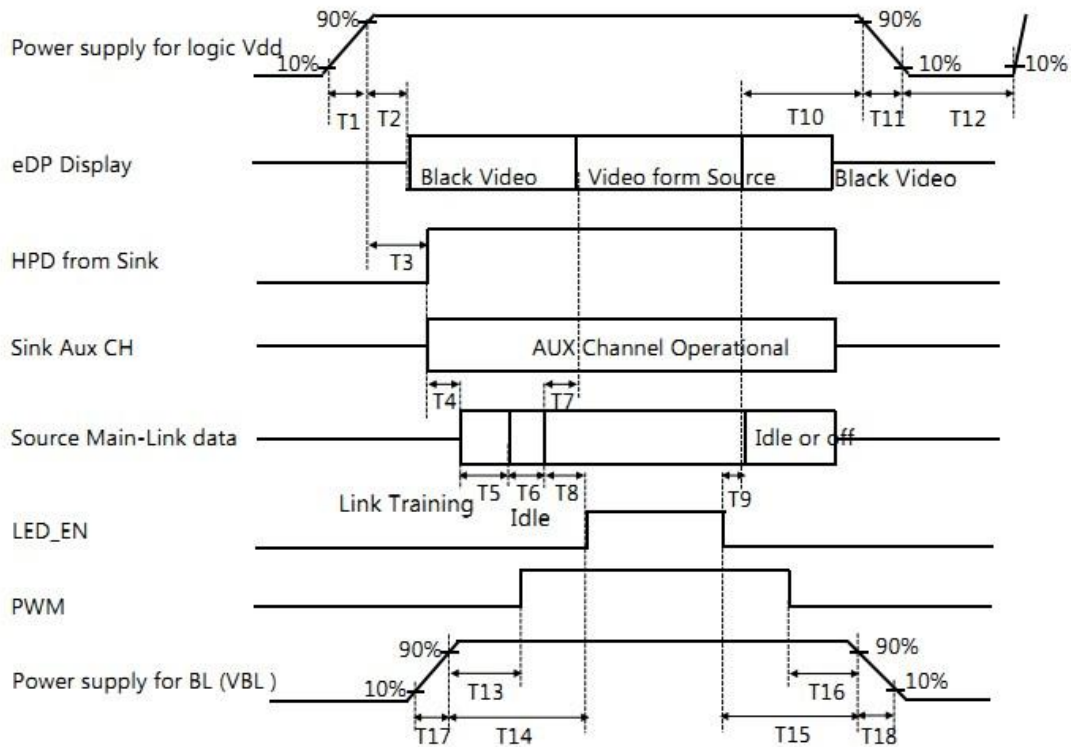 90%
90%
Power supply for logic Vdd
10%
10%
10%
T1
T2
T10
T11
T12
eDP Display
Black Video
Video form Source
Black Video
HPD from Sink
T3
Sink Aux CH
AUX Channel Operational
T4
T7
Source Main-Link data
Idle or off
Link Training
T5
T6
T8
T9
Idle
LED_EN
PWM
90%
90%
Power supply for BL (VBL )
10%
T13
T16
10%
T17
T14
T15
T18